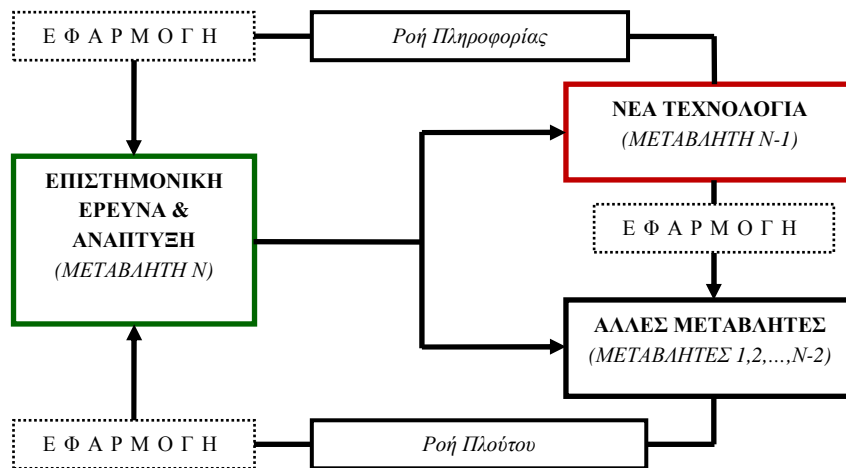 Ε Φ Α Ρ Μ Ο Γ Η
Ροή Πληροφορίας
ΝΕΑ ΤΕΧΝΟΛΟΓΙΑ
(ΜΕΤΑΒΛΗΤΗ Ν-1)
ΕΠΙΣΤΗΜΟΝΙΚΗ
ΕΡΕΥΝΑ &
ΑΝΑΠΤΥΞΗ
(ΜΕΤΑΒΛΗΤΗ Ν)
Ε Φ Α Ρ Μ Ο Γ Η
ΑΛΛΕΣ ΜΕΤΑΒΛΗΤΕΣ
(ΜΕΤΑΒΛΗΤΕΣ 1,2,...,Ν-2)
Ε Φ Α Ρ Μ Ο Γ Η
Ροή Πλούτου